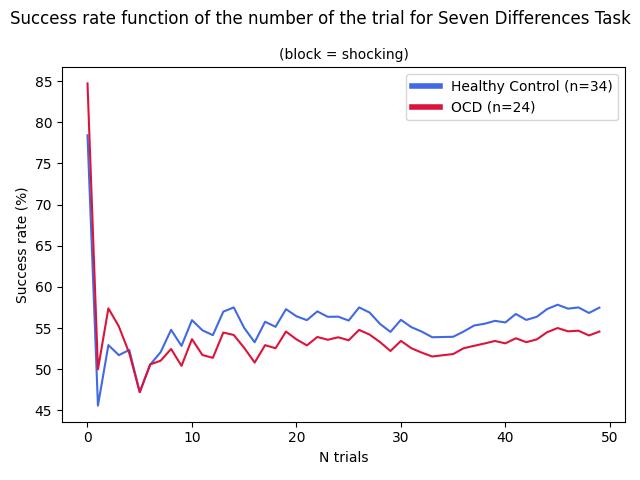 Success rate function of the number of the trial for Seven Differences Task
(block = shocking)
Healthy Control (n=34)
OCD (n=24)
Success rate (%)
85
80
75
70
65
60
55
50
45
0 10 20 30 40 50
N trials